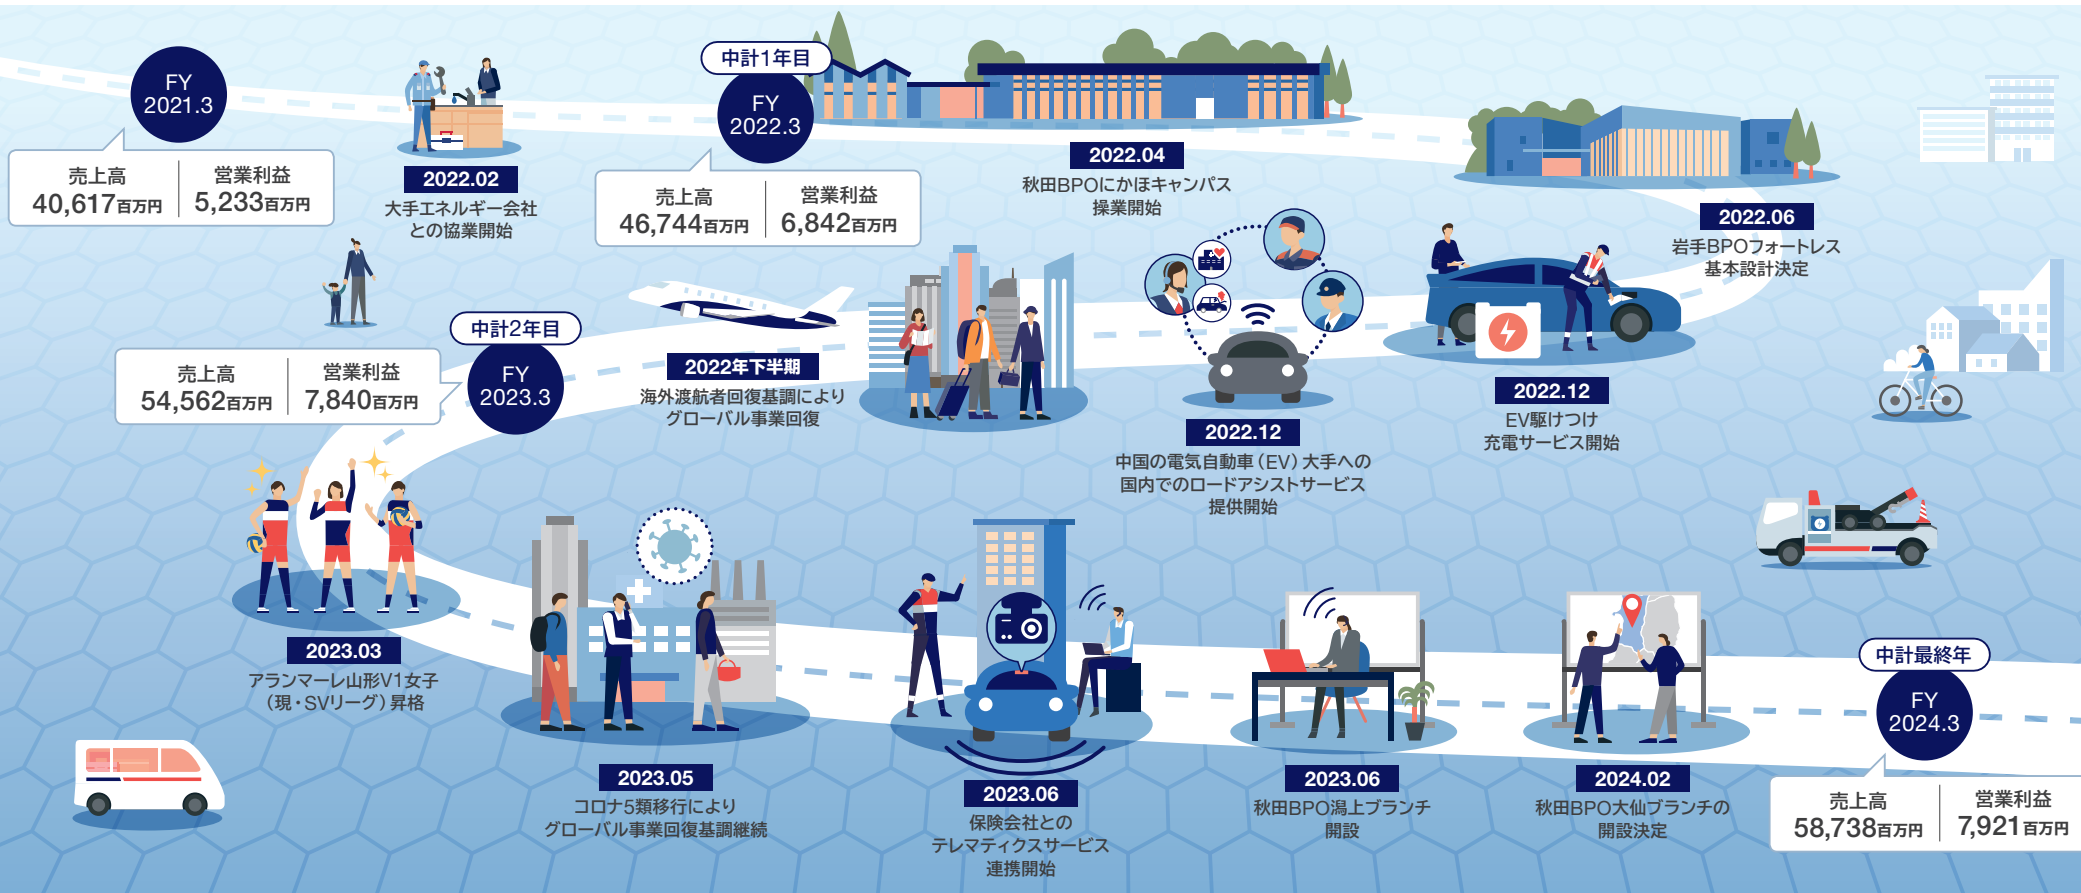 FY
2021.3
売上高
40,617百万円
営業利益
5,233百万円
2022.02
大手エネルギー会社
との協業開始
中計1年目
FY
2022.3
売上高
46,744百万円
営業利益
6,842百万円
2022.04
秋田BPOにかほキャンパス
操業開始
2022.06
岩手BPOフォートレス
基本設計決定
2022.12
EV駆けつけ
充電サービス開始
2022.12
中国の電気自動車（EV）大手への
国内でのロードアシストサービス
提供開始
2022年下半期
海外渡航者回復基調により
グローバル事業回復
中計2年目
FY
2023.3
売上高
54,562百万円
営業利益
7,840百万円
2023.03
アランマーレ山形V1女子
（現・SVリーグ）昇格
2023.05
コロナ5類移行により
グローバル事業回復基調継続
2023.06
保険会社との
テレマティクスサービス
連携開始
2023.06
秋田BPO潟上ブランチ
開設
2024.02
秋田BPO大仙ブランチの
開設決定
中計最終年
FY
2024.3
売上高
58,738百万円
営業利益
7,921百万円